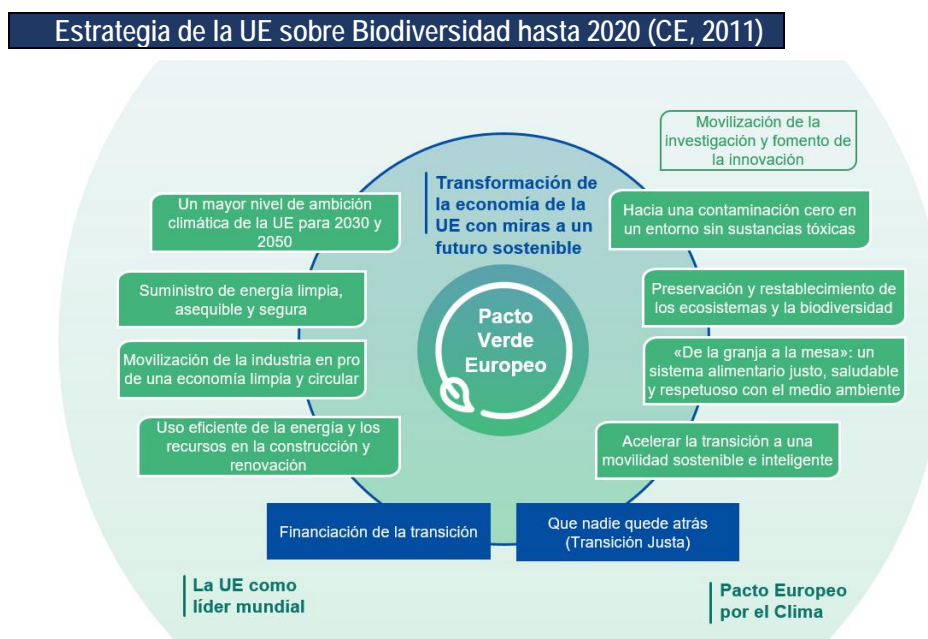 Estrategia de la UE sobre Biodiversidad hasta 2020 (CE, 2011)
Movilización de la
investigación y fomento de
la innovación
Transformación de
la economía de la
UE con miras a un
futuro sostenible
Un mayor nivel de ambición
climática de la UE para 2030 y
2050
Hacia una contaminación cero en
un entorno sin sustancias tóxicas
Suministro de energía limpia,
asequible y segura
Preservación y restablecimiento de
los ecosistemas y la biodiversidad
Pacto
Verde
Europeo
Movilización de la industria en pro
de una economía limpia y circular
«De la granja a la mesa»: un
sistema alimentario justo, saludable
y respetuoso con el medio ambiente
Uso eficiente de la energía y los
recursos en la construcción y
renovación
Acelerar la transición a una
movilidad sostenible e inteligente
Financiación de la transición
Que nadie quede atrás
(Transición Justa)
La UE como
líder mundial
Pacto Europeo
por el Clima